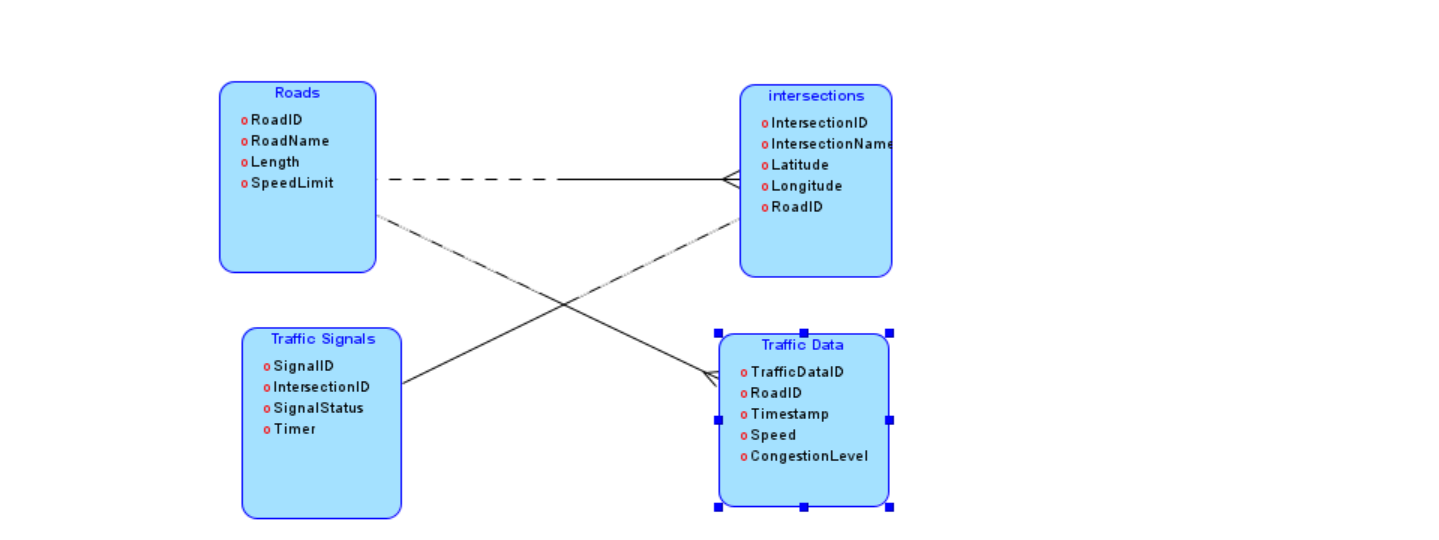 Roads
o RoadID
o RoadName
o Length
o SpeedLimit
intersections
o IntersectionID
o IntersectionName
o Latitude
o Longitude
o RoadID
Traffic Signals
o SignalID
o IntersectionID
o SignalStatus
o Timer
Traffic Data
o TrafficDataID
o RoadID
o Timestamp
o Speed
o CongestionLevel